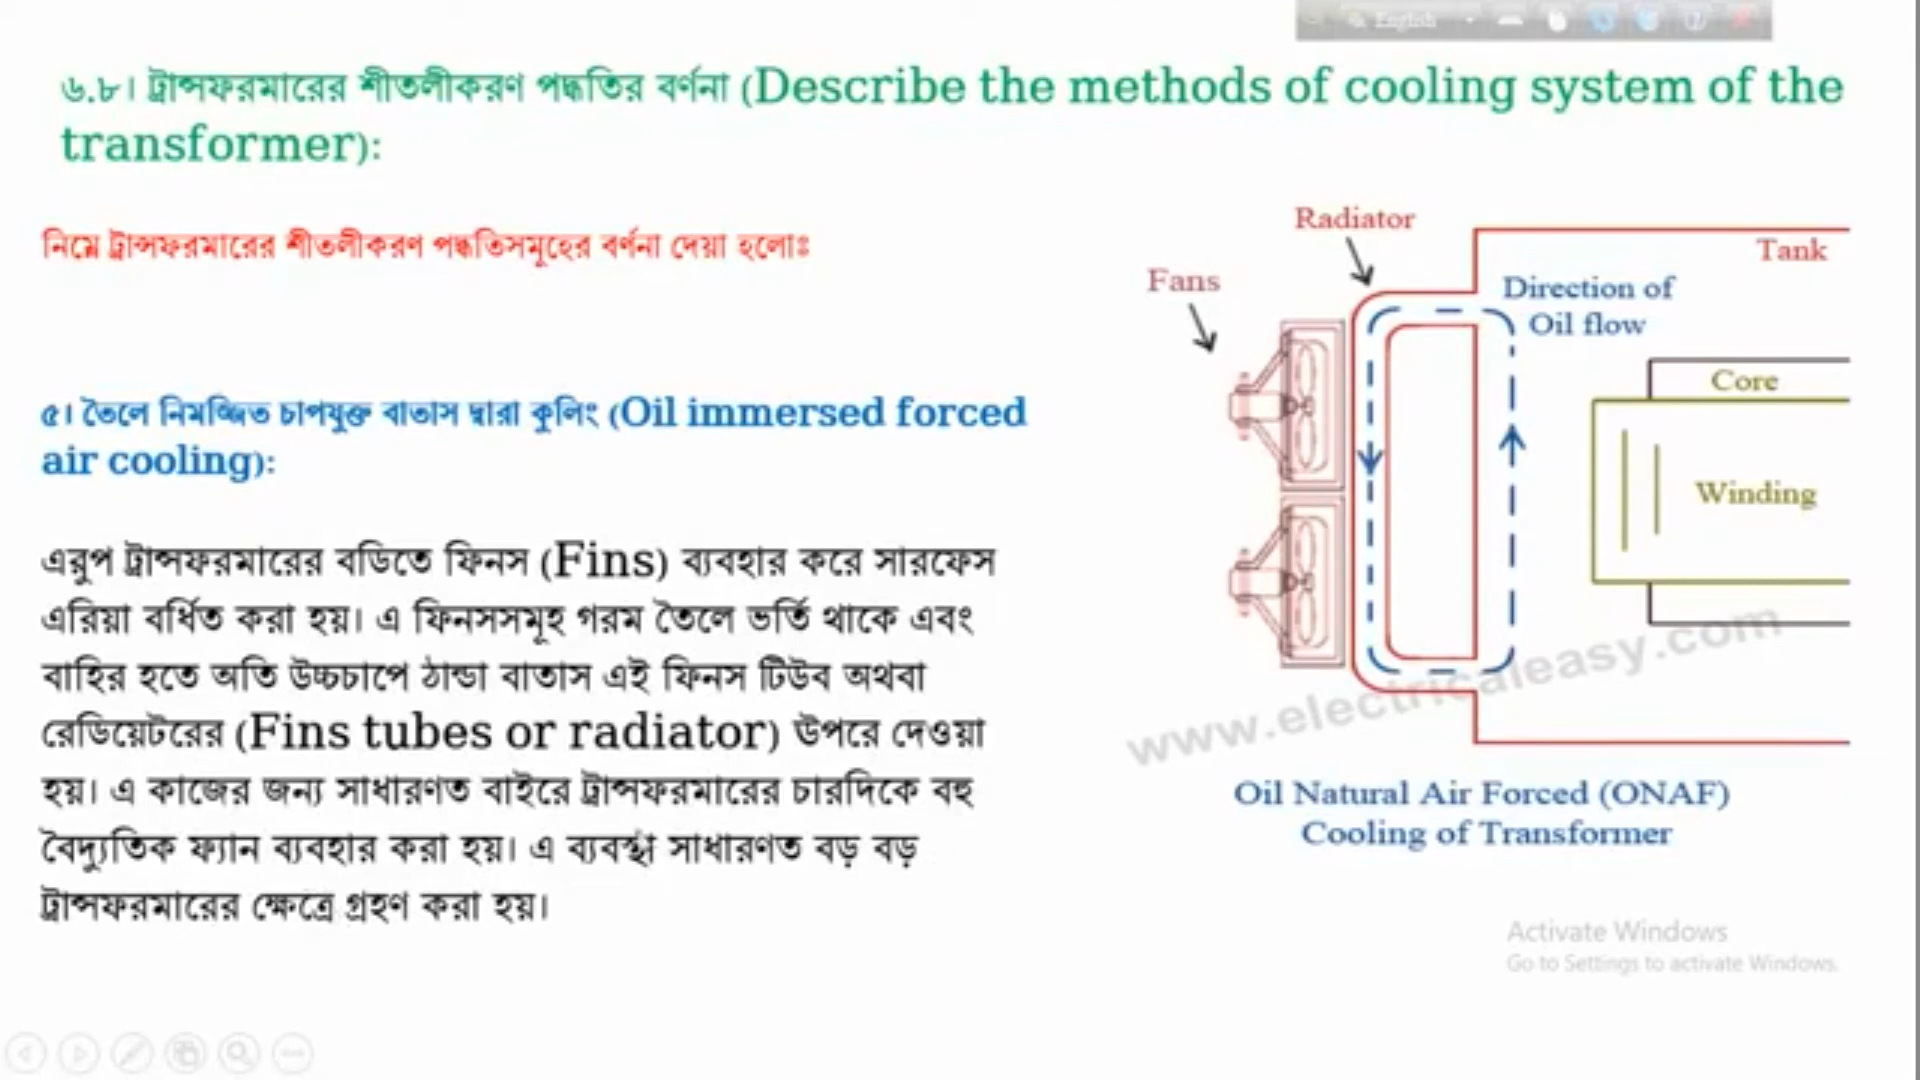 English
৬.৮। ট্রান্সফরমারের শীতলীকরণ পদ্ধতির বর্ণনা (Describe the methods of cooling system of the
transformer):
নিম্নে ট্রান্সফরমারের শীতলীকরণ পদ্ধতিসমূহের বর্ণনা দেয়া হলোঃ
৫। তৈলে নিমজ্জিত চাপযুক্ত বাতাস দ্বারা কুলিং (Oil immersed forced
air cooling):
এরুপ ট্রান্সফরমারের বডিতে ফিনস (Fins) ব্যবহার করে সারফেস
এরিয়া বর্ধিত করা হয়। এ ফিনসসমূহ গরম তৈলে ভর্তি থাকে এবং
বাহির হতে অতি উচ্চচাপে ঠান্ডা বাতাস এই ফিনস টিউব অথবা
রেডিয়েটরের (Fins tubes or radiator) উপরে দেওয়া
হয়। এ কাজের জন্য সাধারণত বাইরে ট্রান্সফরমারের চারদিকে বহু
বৈদ্যুতিক ফ্যান ব্যবহার করা হয়। এ ব্যবস্থা সাধারণত বড় বড়
ট্রান্সফরমারের ক্ষেত্রে গ্রহণ করা হয়।
Radiator
Tank
Fans
Direction of
Oil flow
Core
Winding
www.electricaleasy.com
Oil Natural Air Forced (ONAF)
Cooling of Transformer
Activate Windows
Go to Settings to activate Windows.